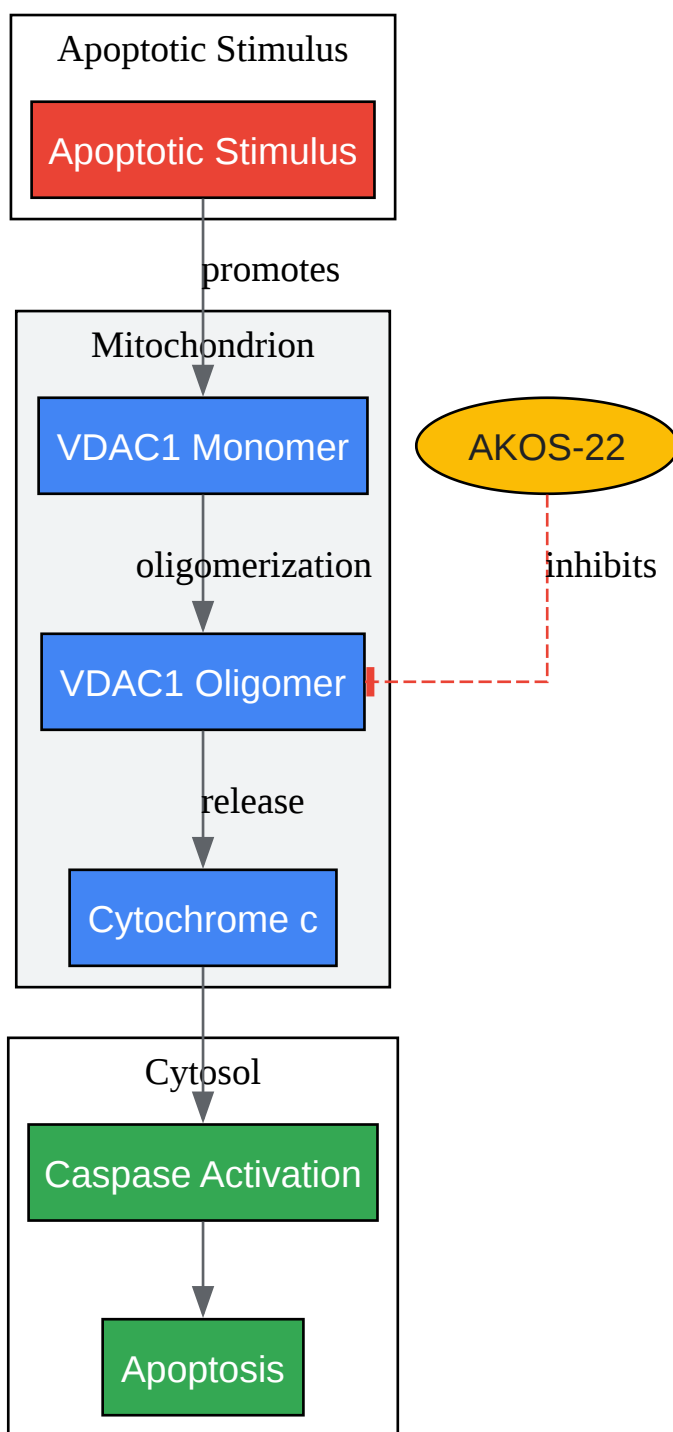 Apoptotic Stimulus
Apoptotic Stimulus
promotes
Mitochondrion
VDAC1 Monomer
AKOS-22
oligomerization
inhibits
VDAC1 Oligomer
release
Cytochrome c
Cytosol
Caspase Activation
Apoptosis